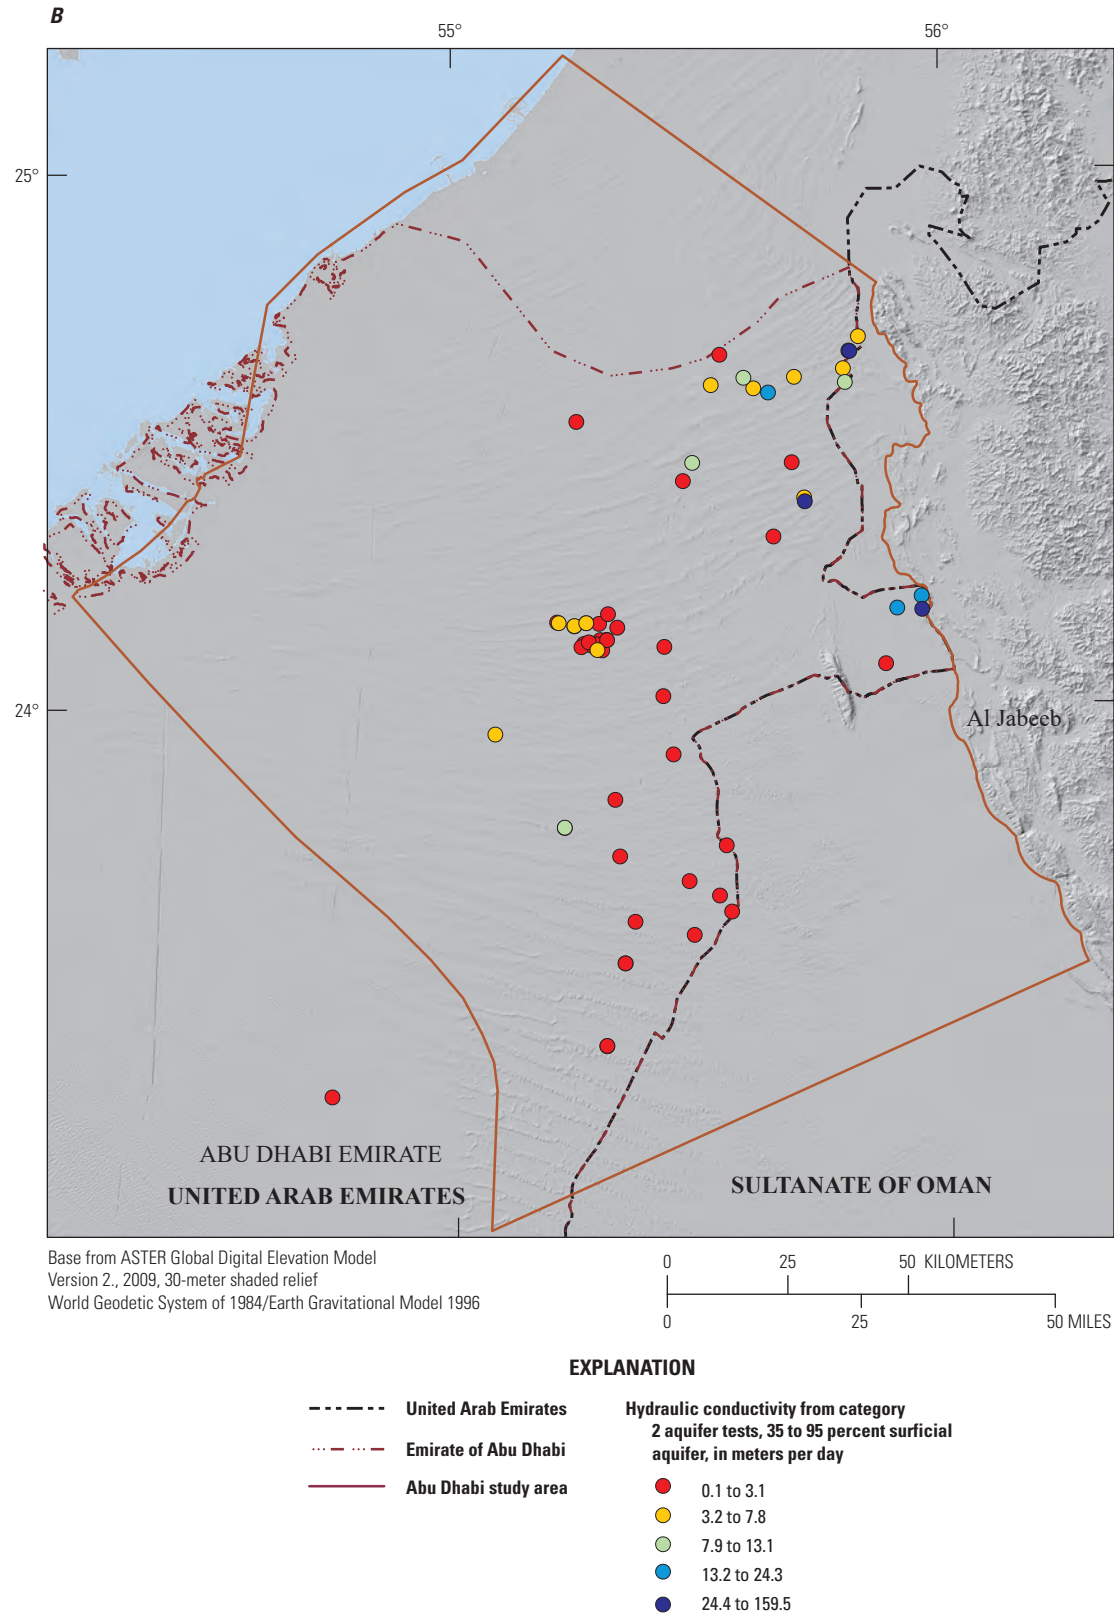 B
55°
56°
25°
24°
Al Jabeeb
ABU DHABI EMIRATE
UNITED ARAB EMIRATES
SULTANATE OF OMAN
Base from ASTER Global Digital Elevation Model
Version 2., 2009, 30-meter shaded relief
World Geodetic System of 1984/Earth Gravitational Model 1996
0 25 50 KILOMETERS
0 25 50 MILES
EXPLANATION
United Arab Emirates
Emirate of Abu Dhabi
Abu Dhabi study area
Hydraulic conductivity from category
2 aquifer tests, 35 to 95 percent surficial
aquifer, in meters per day
0.1 to 3.1
3.2 to 7.8
7.9 to 13.1
13.2 to 24.3
24.4 to 159.5